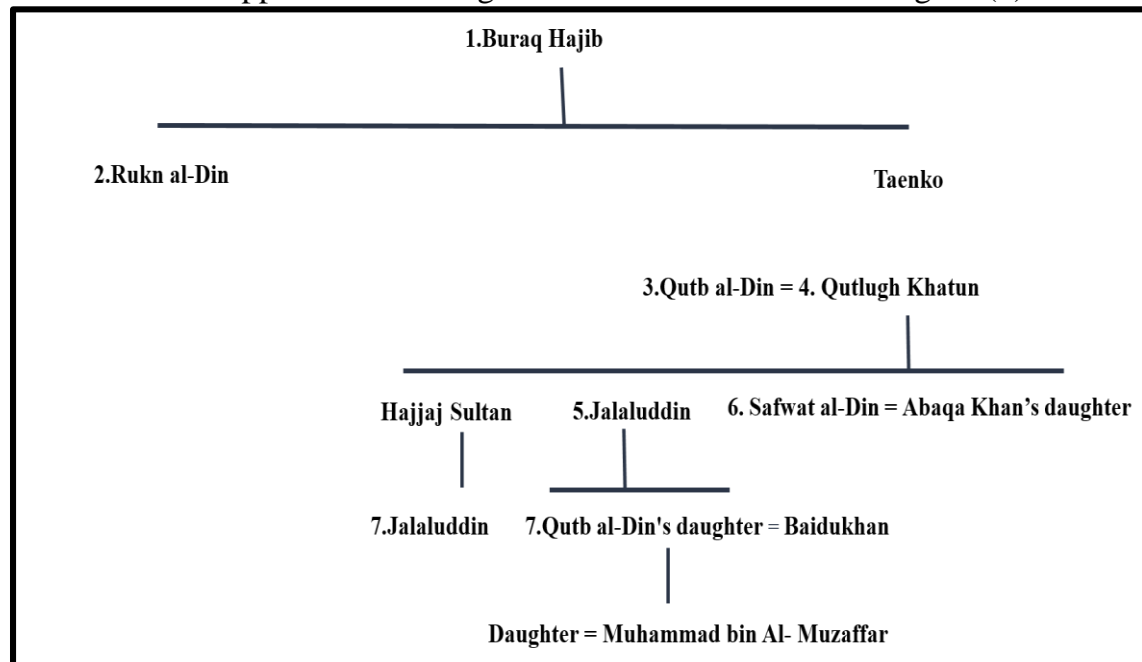 1.Buraq Hajib
2.Rukn al-Din
Taenko
3.Qutb al-Din = 4. Qutlugh Khatun
Hajjaj Sultan 5.Jalaluddin 6. Safwat al-Din = Abaqa Khan’s daughter
7.Jalaluddin 7.Qutb al-Din's daughter = Baidukhan
Daughter = Muhammad bin Al- Muzaffar